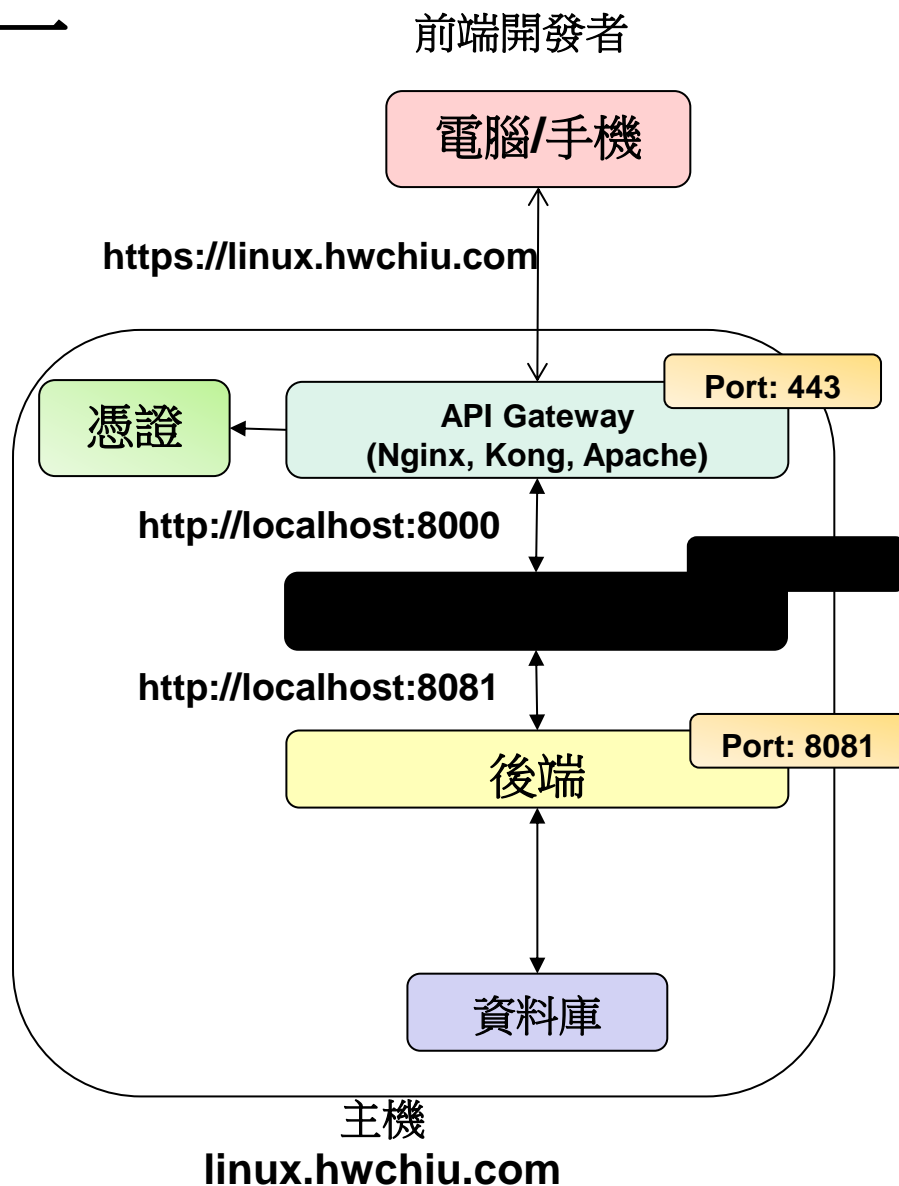 前端開發者
電腦/手機
https://linux.hwchiu.com
Port: 443
憑證
API Gateway
(Nginx, Kong, Apache)
http://localhost:8000
http://localhost:8081
Port: 8081
後端
資料庫
主機
linux.hwchiu.com